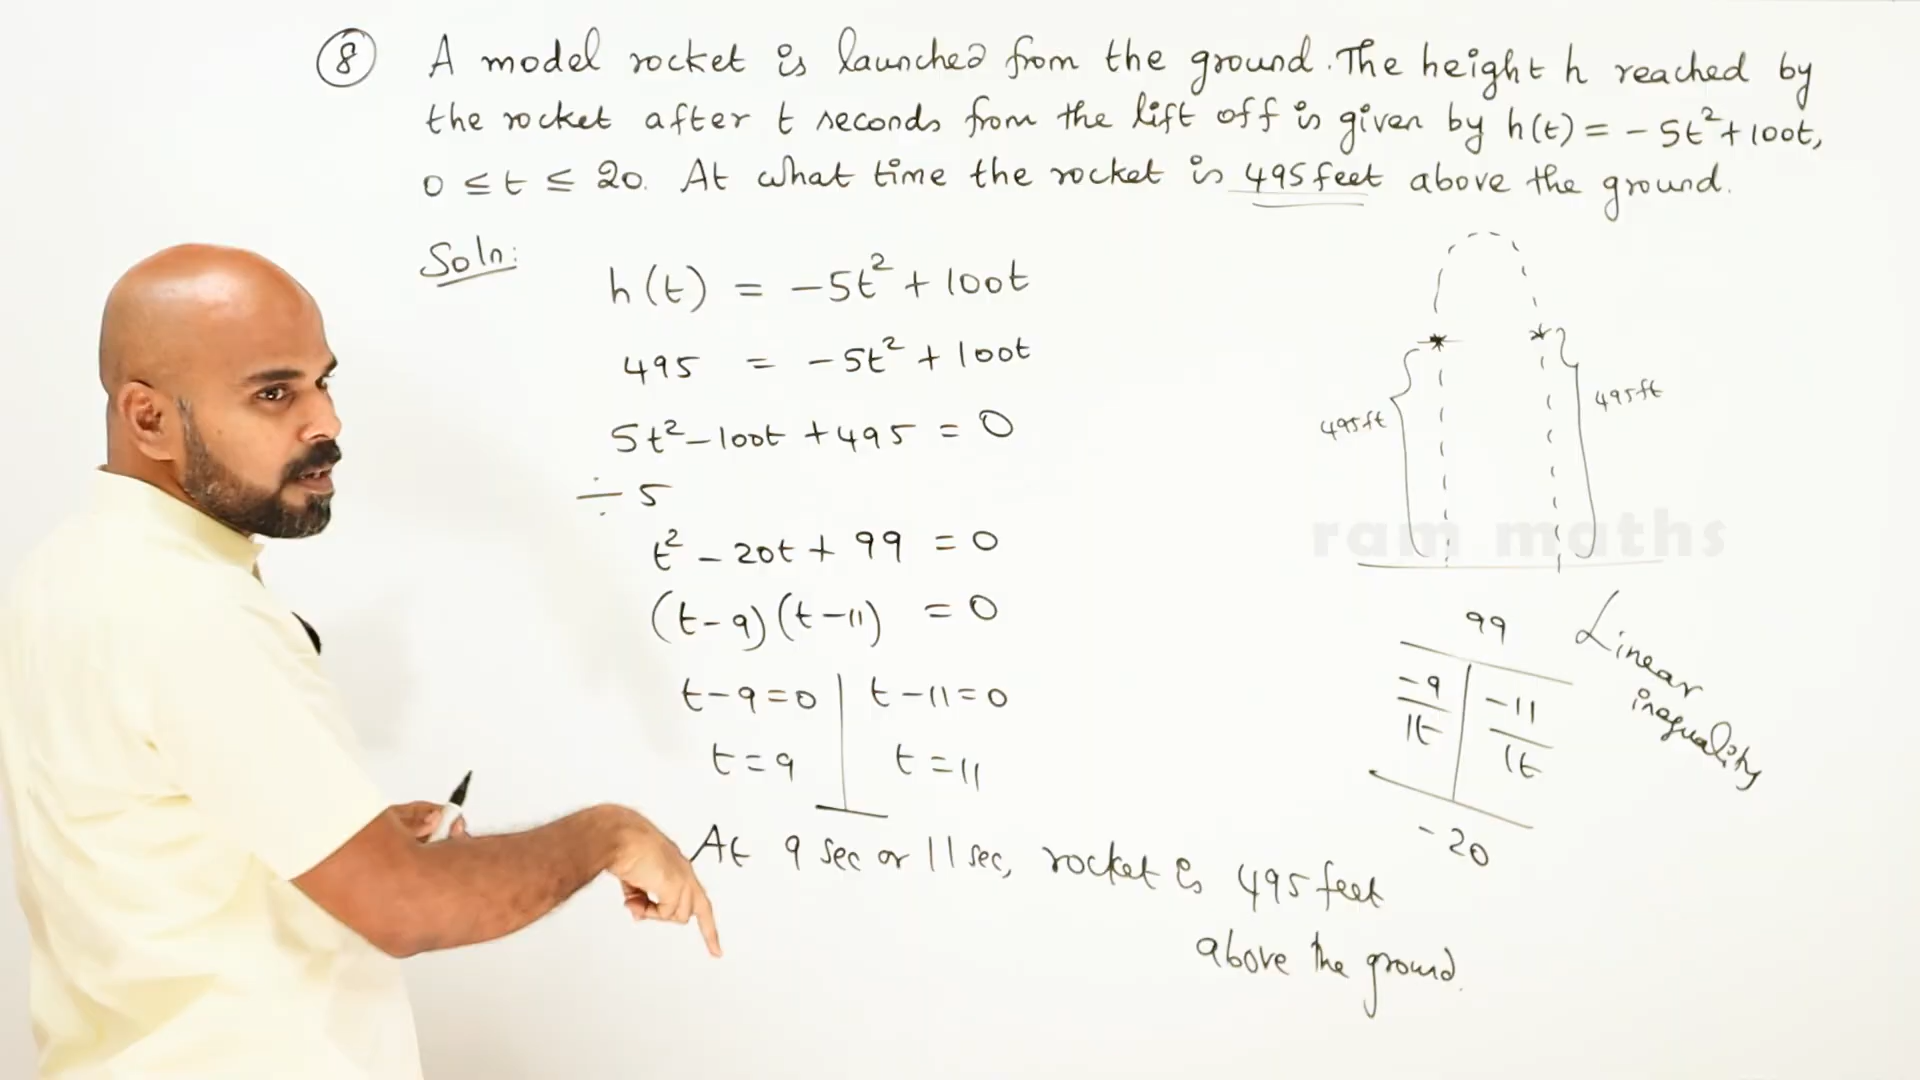 8 A model rocket is launched from the ground. The height h reached by
the rocket after t seconds from the lift off is given by h(t) = -5t²+100t,
0 ≤ t ≤ 20. At what time the rocket is 495 feet above the ground.
Soln:
h(t) = -5t² + 100t
495 = -5t² + 100t
5t² - 100t + 495 = 0
÷ 5
t² - 20t + 99 = 0
(t-9)(t-11) = 0
t-9=0 | t-11=0
t=9 | t=11
At 9 sec or 11 sec, rocket is 495 feet
above the ground.
495ft
495ft
ram maths
99
-9/1t | -11/1t
-20
Linear
inequality